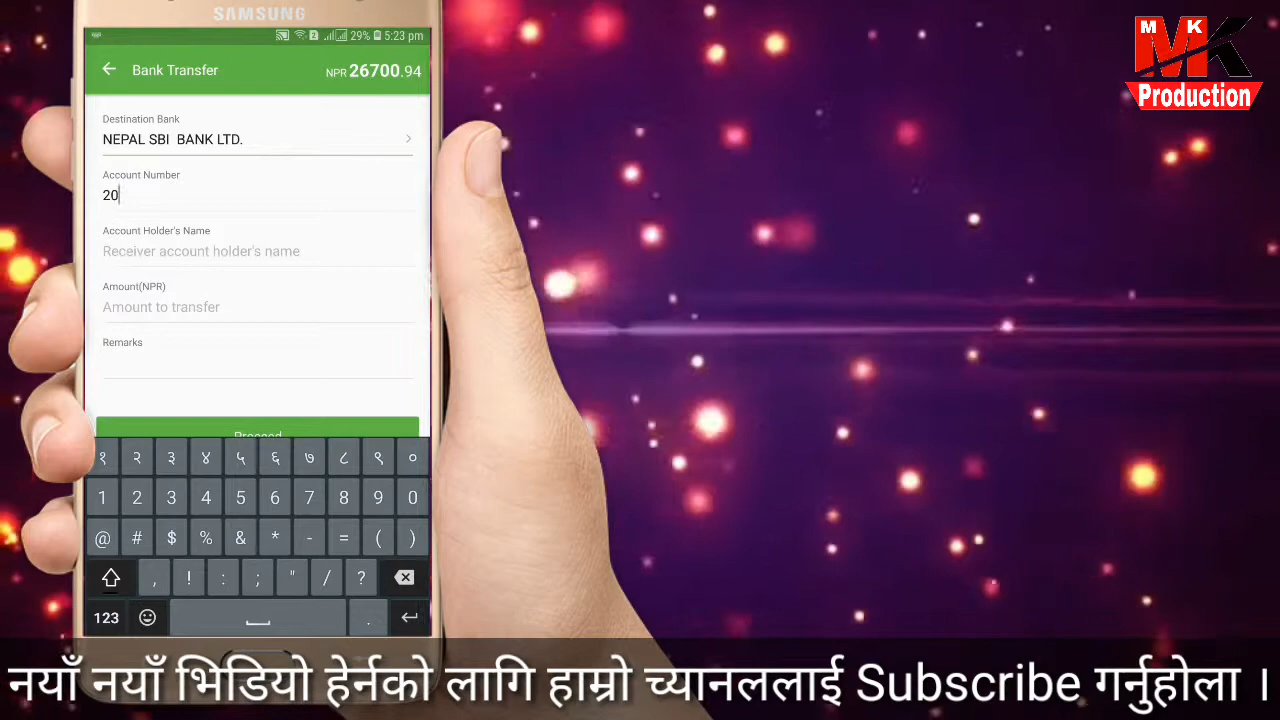 SAMSUNG
2 29% 5:23 pm
Bank Transfer NPR 26700.94
Destination Bank
NEPAL SBI BANK LTD.
Account Number
20
Account Holder's Name
Receiver account holder's name
Amount(NPR)
Amount to transfer
Remarks
Proceed
१ २ ३ ४ ५ ६ ७ ८ ९ ०
1 2 3 4 5 6 7 8 9 0
@ # $ % & * - = ( )
, ! : ; " / ?
123 .
MK
Production
नयाँ नयाँ भिडियो हेर्नको लागि हाम्रो च्यानललाई Subscribe गर्नुहोला ।